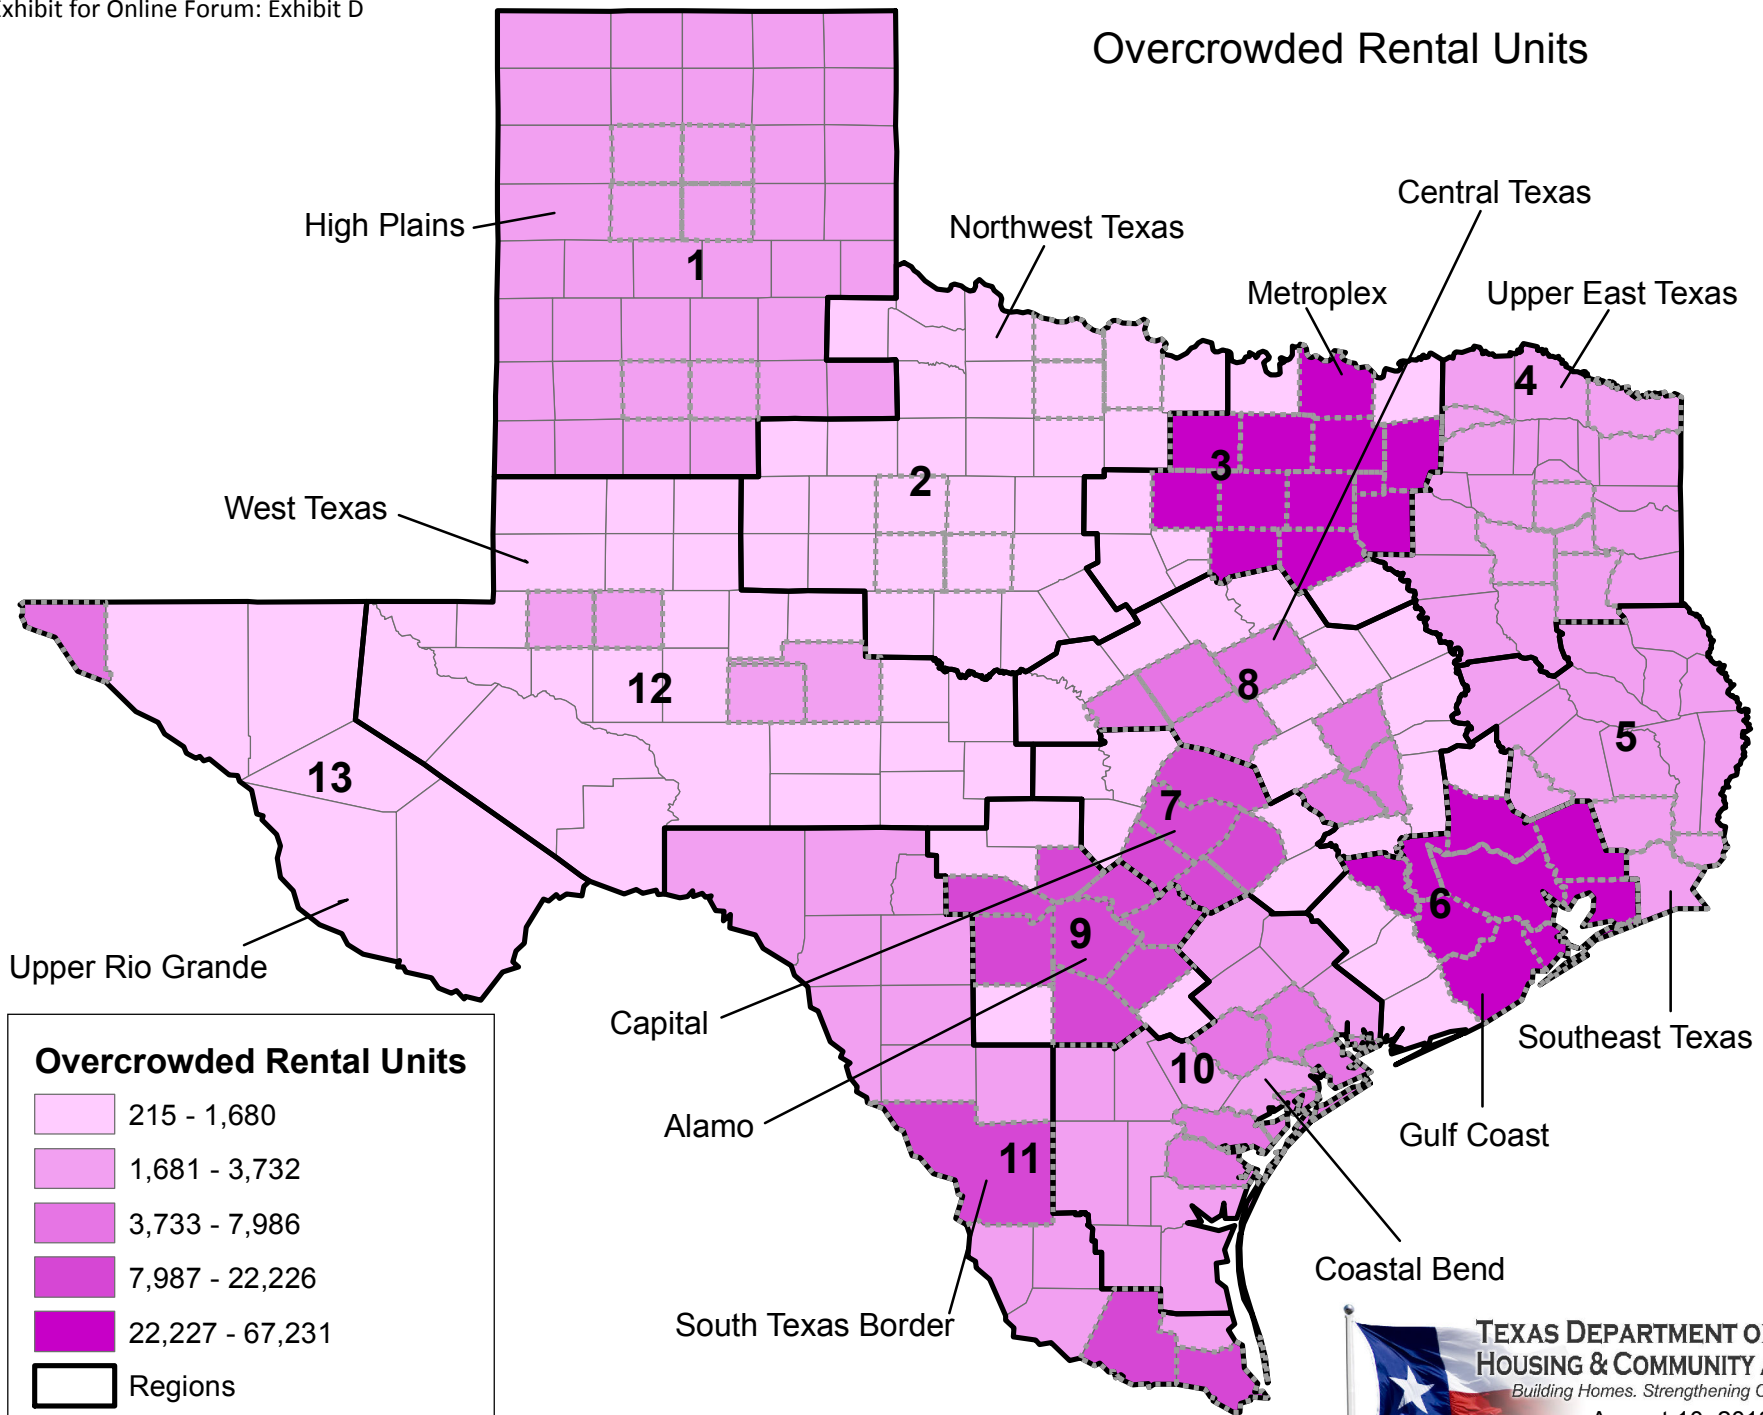 Exhibit for Online Forum: Exhibit D
Overcrowded Rental Units
Central Texas
High Plains
Northwest Texas
1
Metroplex
Upper East Texas
4
3
2
West Texas
12
8
5
13
7
6
9
Upper Rio Grande
Capital
Southeast Texas
10
Alamo
Gulf Coast
11
Coastal Bend
South Texas Border
Overcrowded Rental Units
215 - 1,680
1,681 - 3,732
3,733 - 7,986
7,987 - 22,226
22,227 - 67,231
Regions
TEXAS DEPARTMENT
HOUSING & COMMUNITY
Building Homes. Strengthening